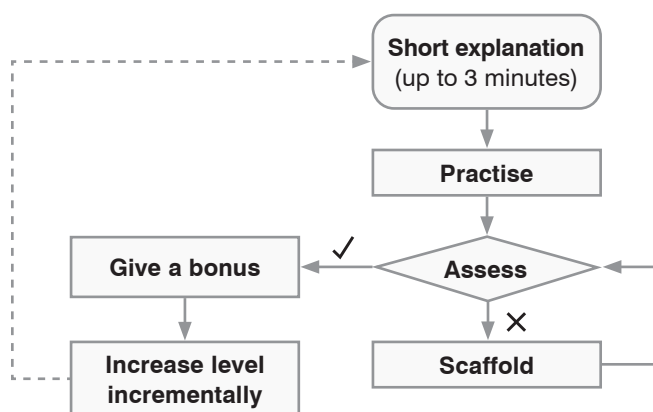 Short explanation
(up to 3 minutes)
Practise
Give a bonus
Assess
Increase level
incrementally
Scaffold